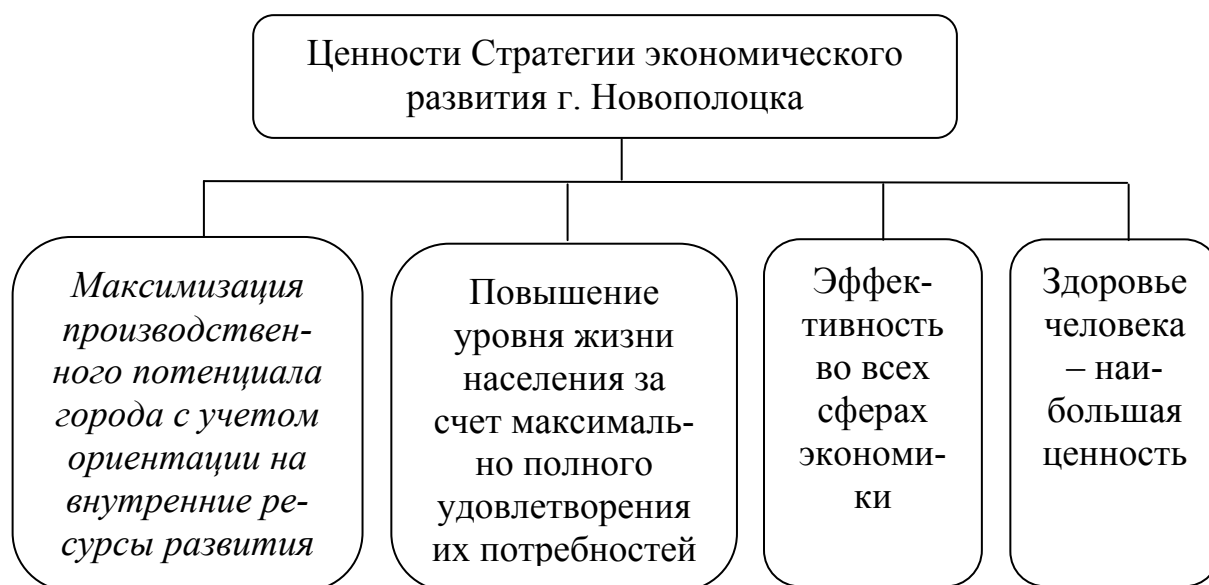 Ценности Стратегии экономического
развития г. Новополоцка
Максимизация
производствен-
ного потенциала
города с учетом
ориентации на
внутренние ре-
сурсы развития
Повышение
уровня жизни
населения за
счет максималь-
но полного
удовлетворения
их потребностей
Эффек-
тивность
во всех
сферах
экономи-
ки
Здоровье
человека
– наи-
большая
ценность